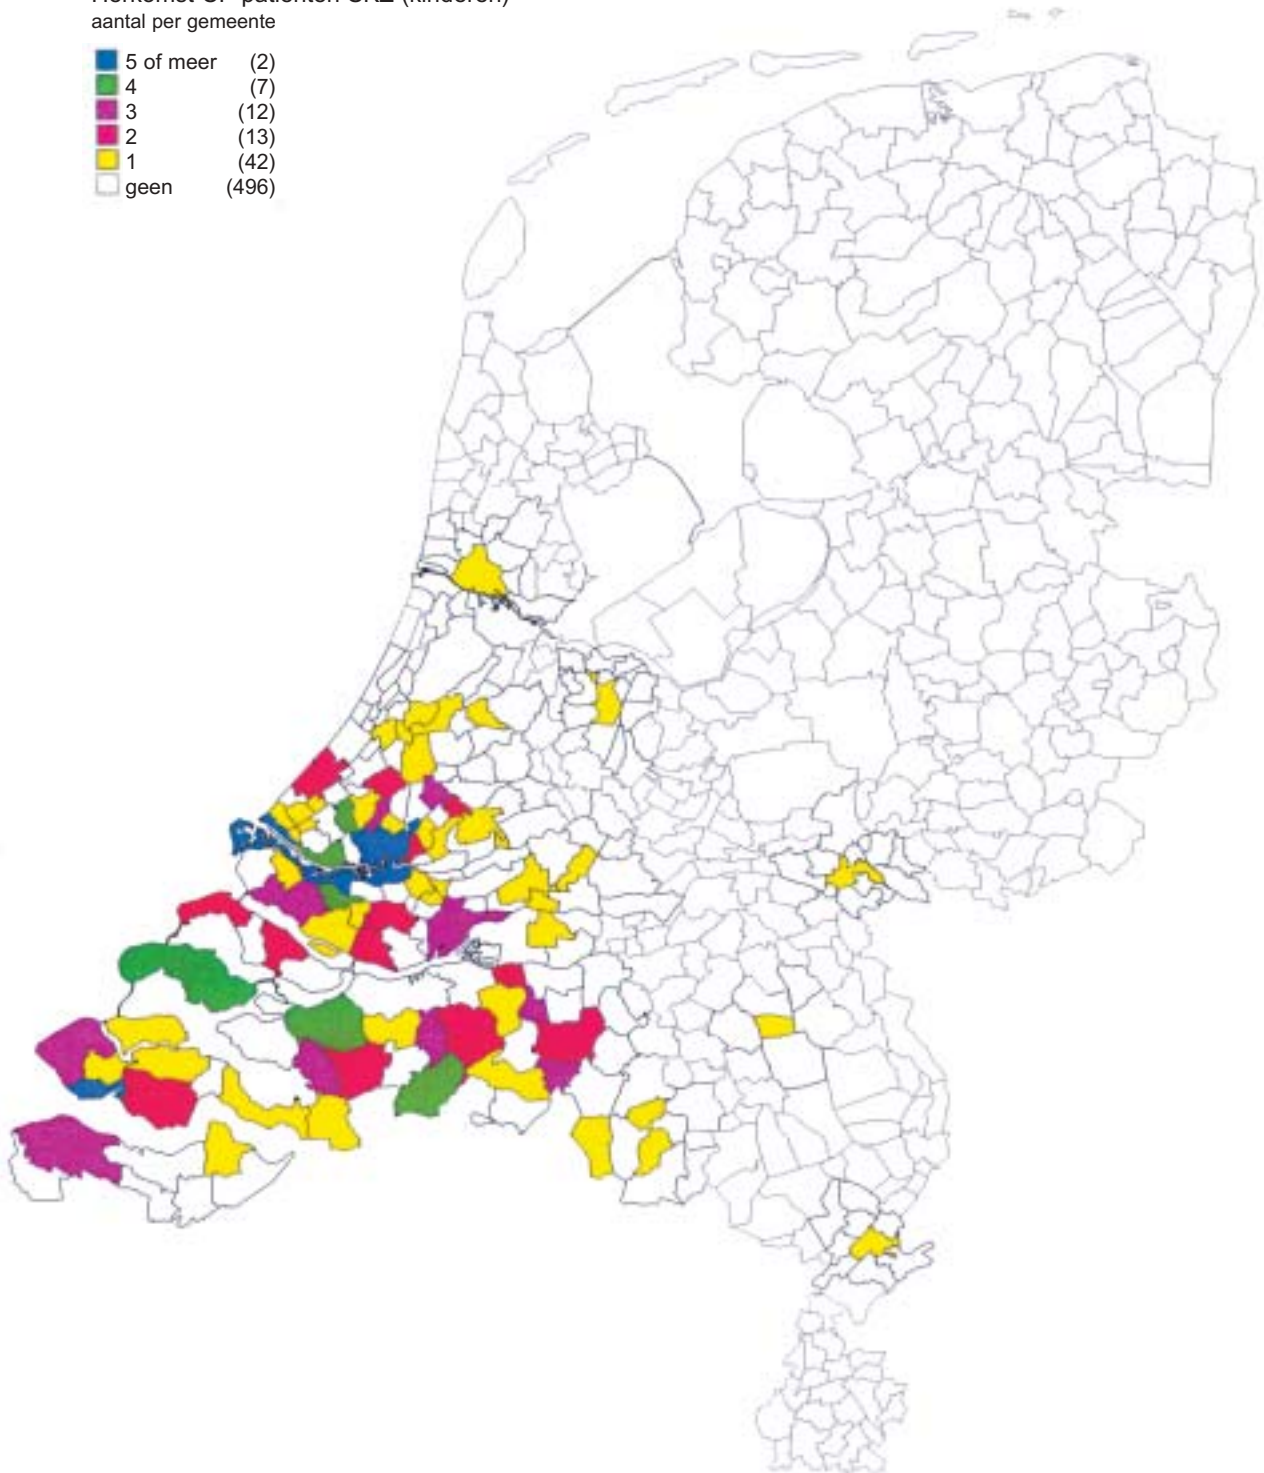 Herkomst CF-patiënten SKZ (kinderen)
aantal per gemeente
5 of meer (2)
4 (7)
3 (12)
2 (13)
1 (42)
geen (496)